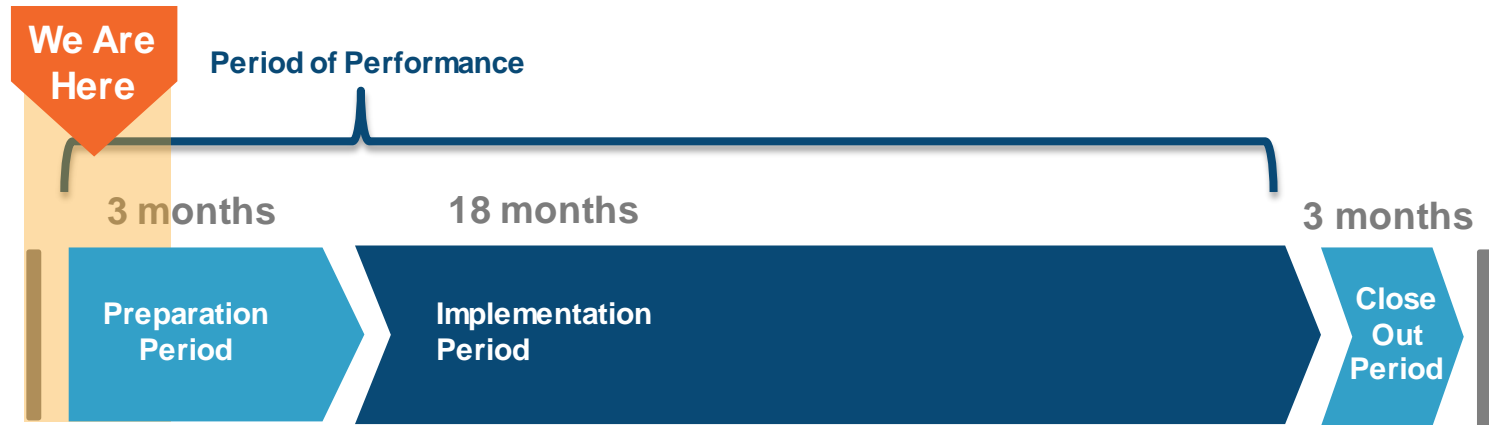 We Are
Here
Period of Performance
3 months
18 months
3 months
Preparation
Period
Implementation
Period
Close
Out
Period